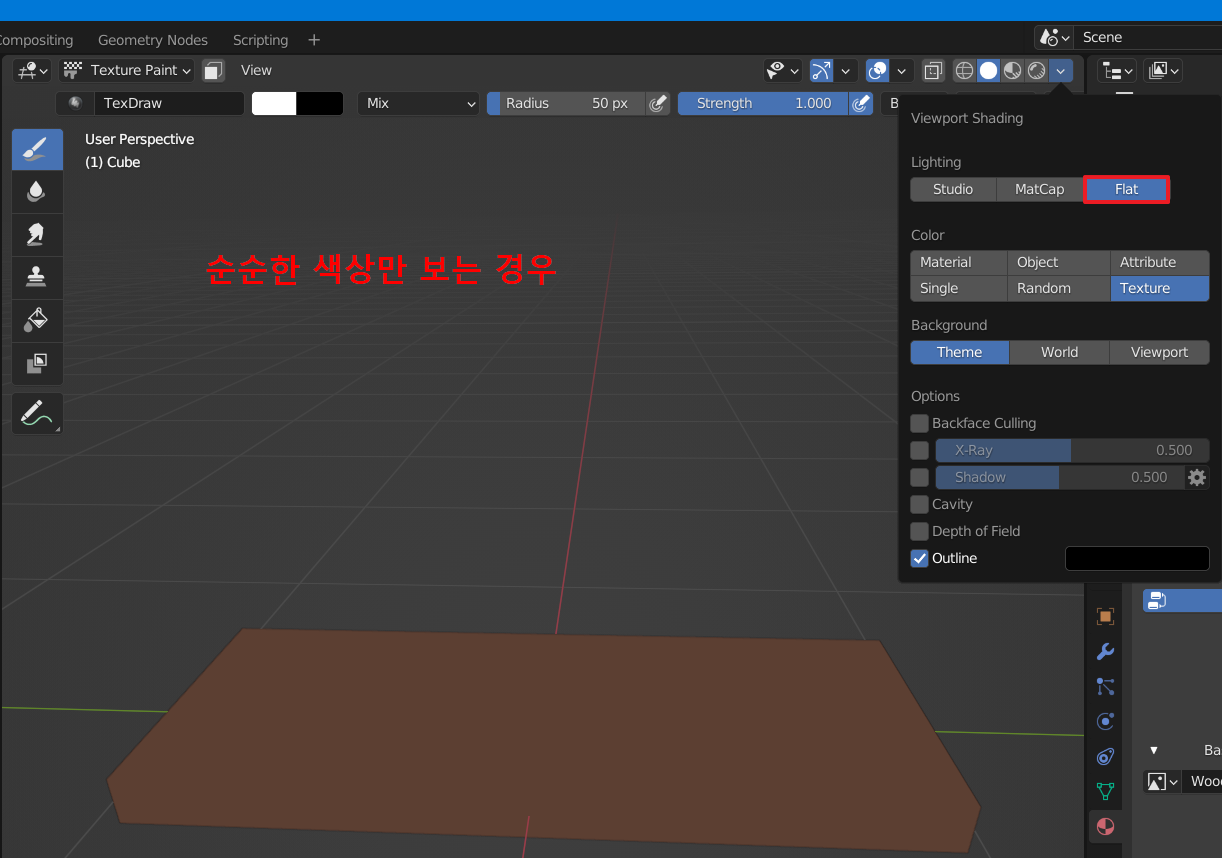 Compositing Geometry Nodes Scripting + Scene
Texture Paint View
TexDraw Mix Radius 50 px Strength 1.000
User Perspective
(1) Cube
순순한 색상만 보는 경우
Viewport Shading
Lighting
Studio MatCap Flat
Color
Material Object Attribute
Single Random Texture
Background
Theme World Viewport
Options
Backface Culling
X-Ray 0.500
Shadow 0.500
Cavity
Depth of Field
Outline